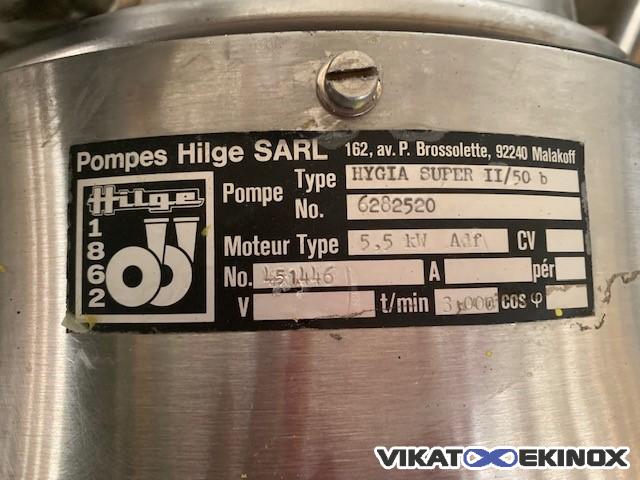 Pompes Hilge SARL 162, av. P. Brossolette, 92240 Malakoff
Hilge
1862
Pompe Type HYGIA SUPER II/50 b
No. 6282520
Moteur Type 5,5 kW Adf CV
No. 451446 A pér
V t/min 3.000 cos φ
VIKAT EKINOX